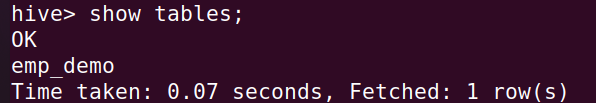 hive> show tables;
OK
emp_demo
Time taken: 0.07 seconds, Fetched: 1 row(s)